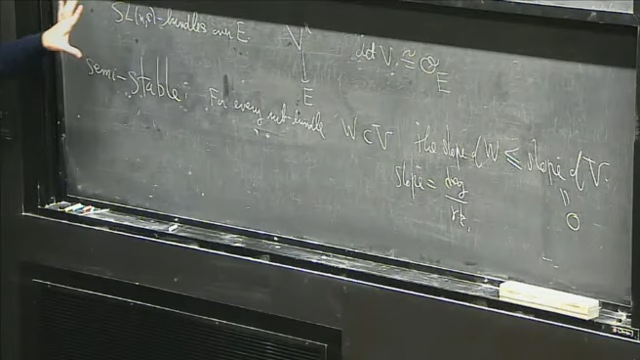 SL(n,ℂ)-bundles over E. V ↓ E det V ≅ 𝒪_E
semi-stable: For every sub-bundle W ⊂ V the slope of W ≤ slope of V.
slope = deg/rk.
"
0